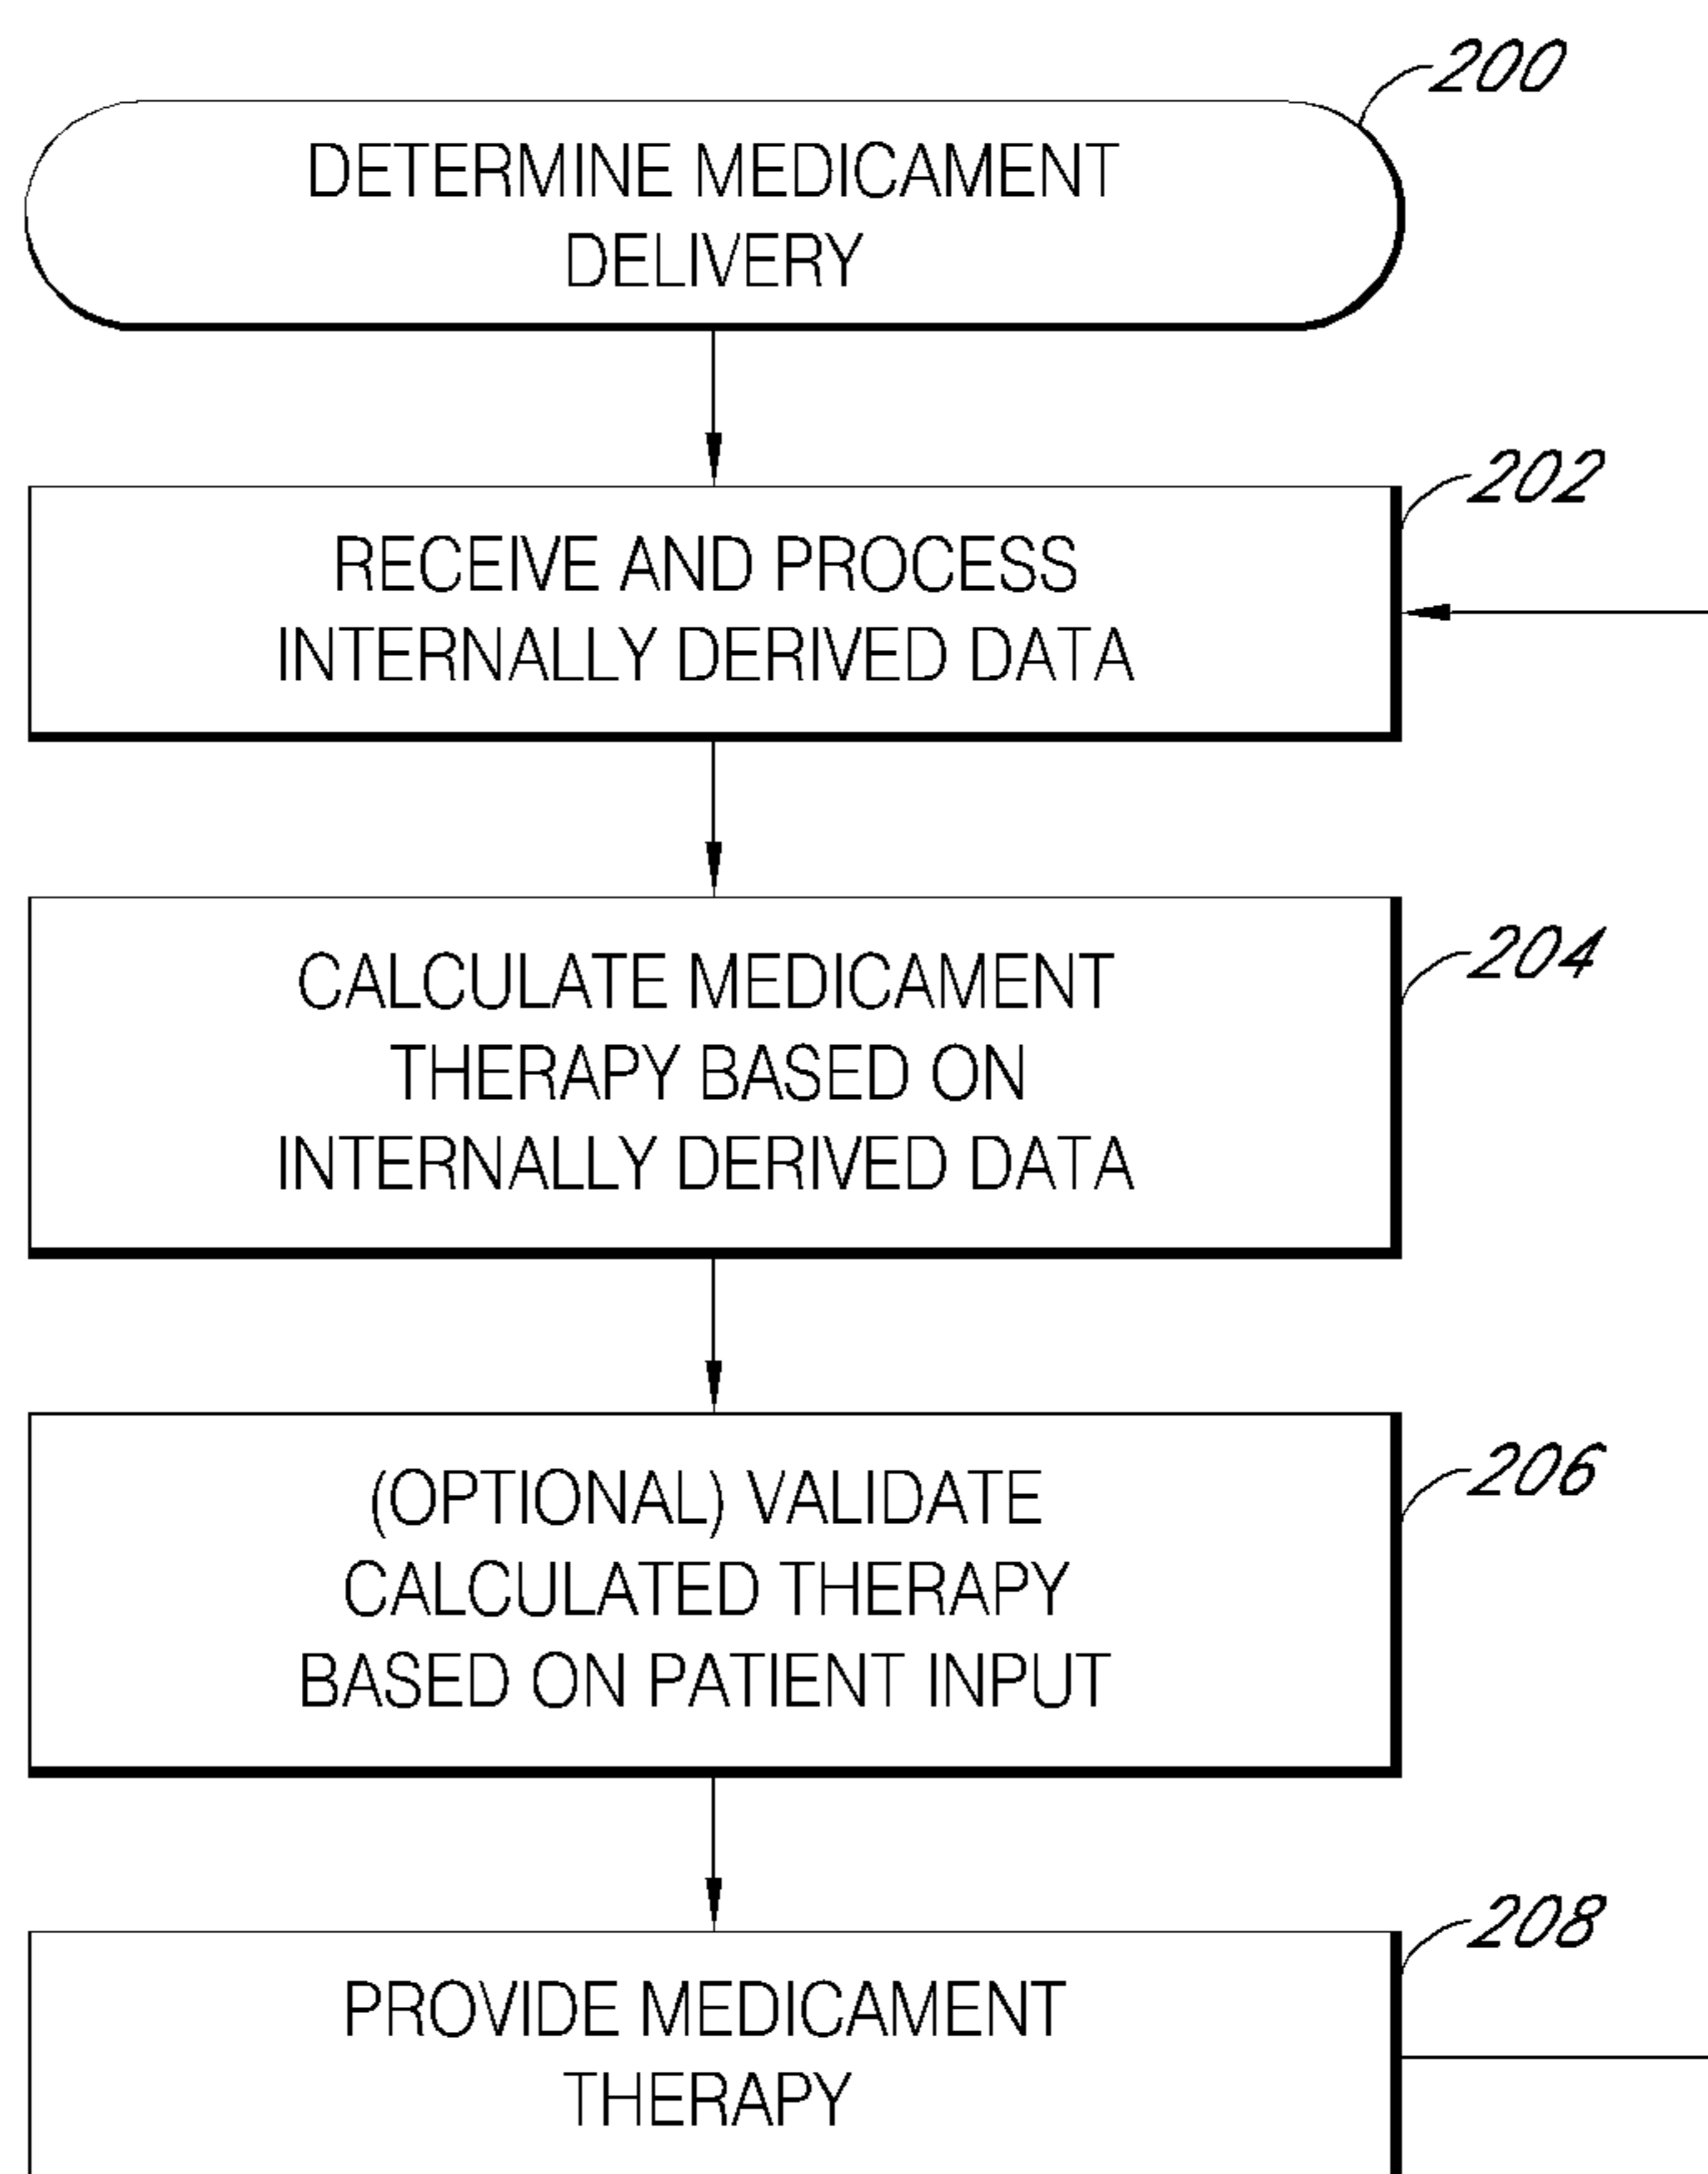 200
DETERMINE MEDICAMENT
DELIVERY
202
RECEIVE AND PROCESS
INTERNALLY DERIVED DATA
204
CALCULATE MEDICAMENT
THERAPY BASED ON
INTERNALLY DERIVED DATA
206
(OPTIONAL) VALIDATE
CALCULATED THERAPY
BASED ON PATIENT INPUT
208
PROVIDE MEDICAMENT
THERAPY